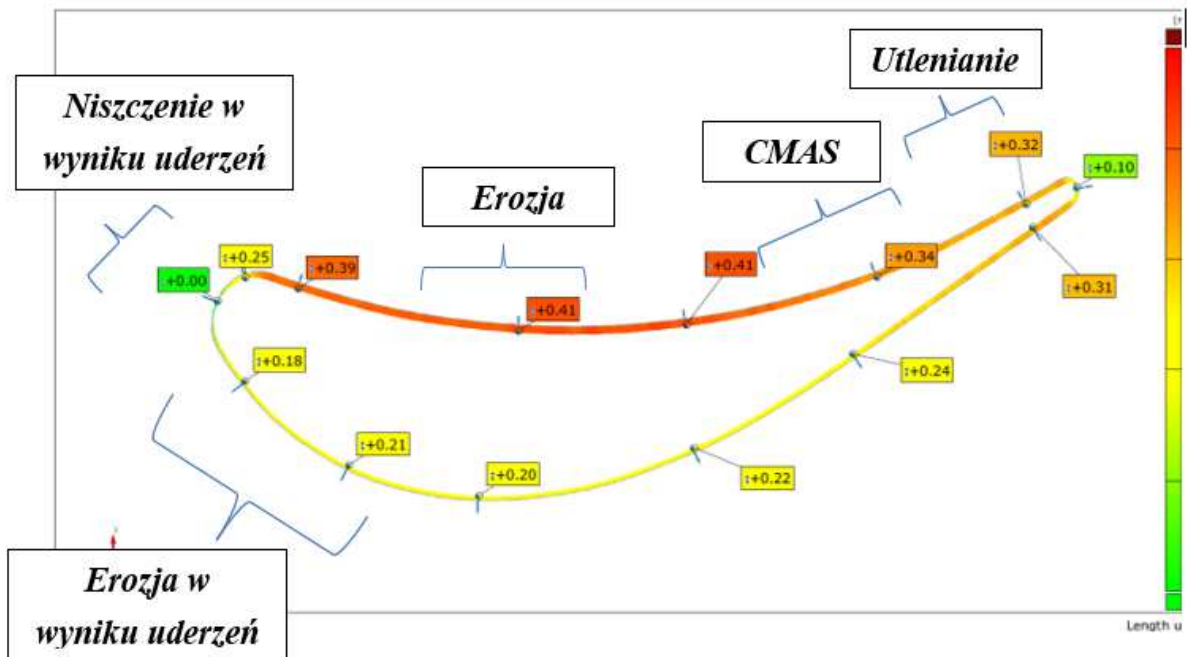 Utlenianie
Niszczenie w
wyniku uderzeń
CMAS
Erozja
:+0.32
:+0.10
:+0.25
:+0.00
:+0.39
:+0.41
:+0.41
:+0.34
:+0.31
:+0.18
:+0.24
:+0.21
:+0.20
:+0.22
Erozja w
wyniku uderzeń
Length u